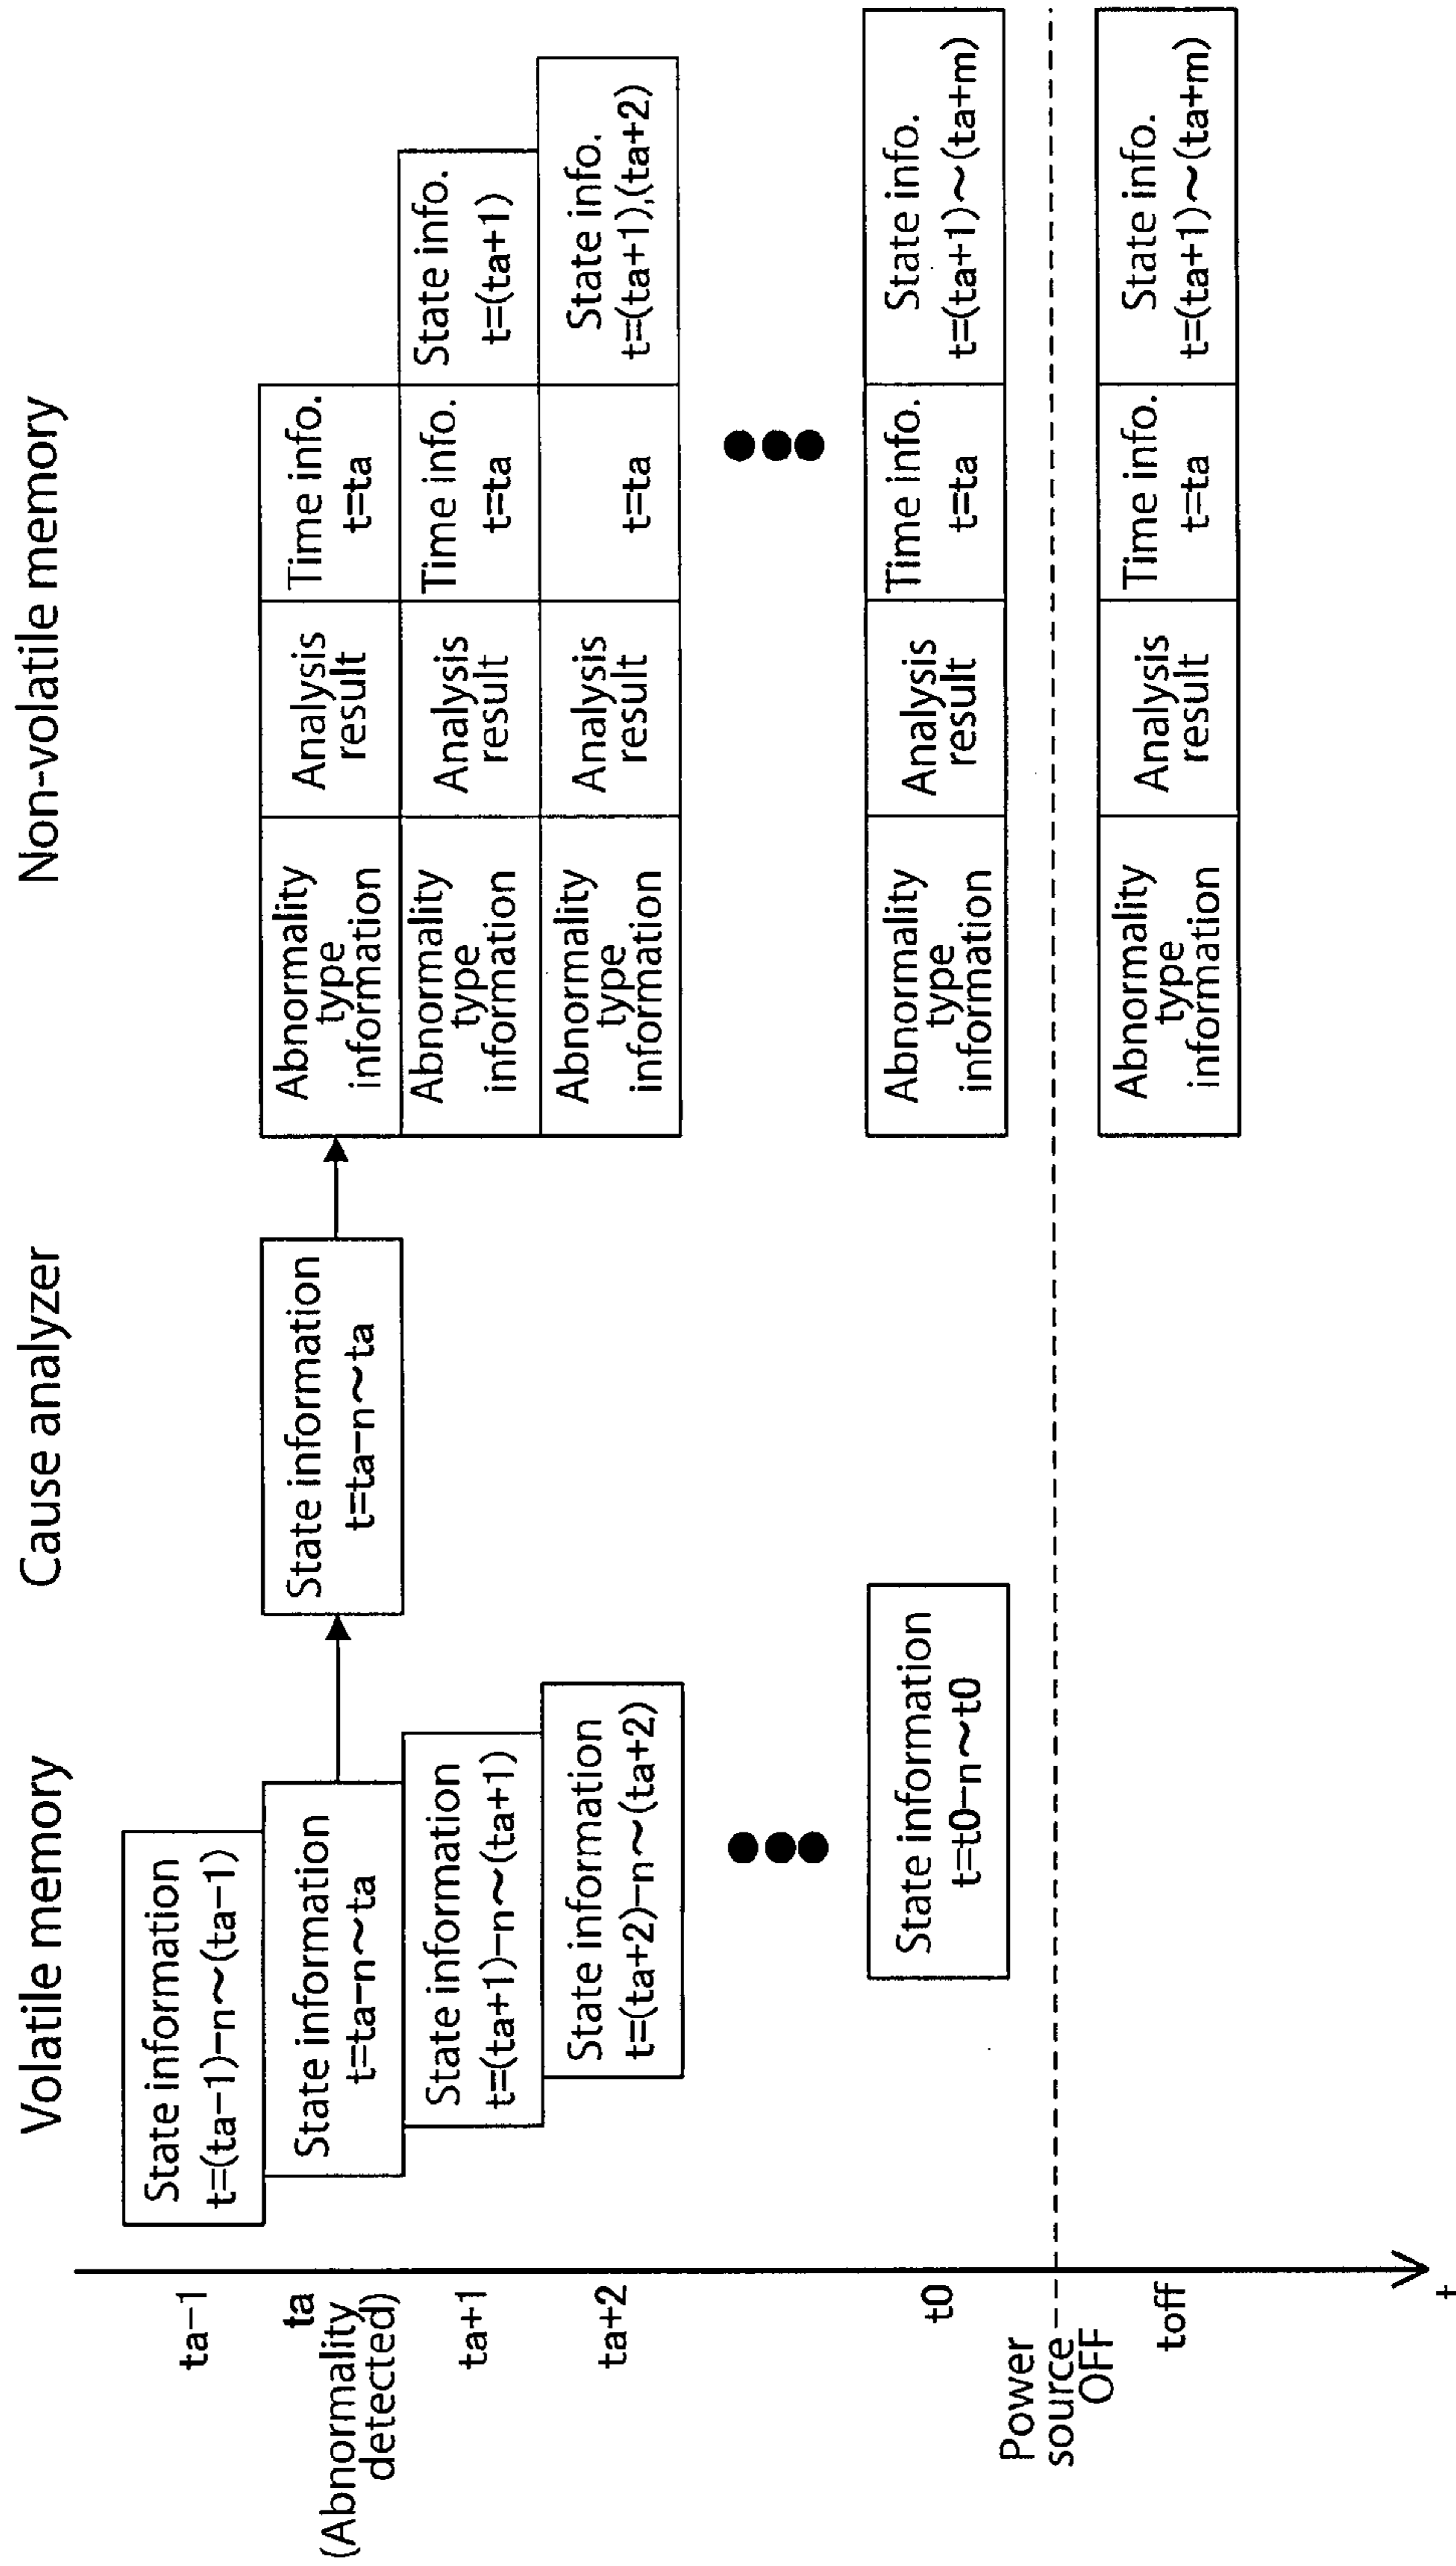 Volatile memory
Cause analyzer
Non-volatile memory
ta−1
State information
t=(ta−1)−n~(ta−1)
ta
(Abnormality
detected)
State information
t=ta−n~ta
State information
t=ta−n~ta
Abnormality
type
information
Analysis
result
Time info.
t=ta
ta+1
State information
t=(ta+1)−n~(ta+1)
Abnormality
type
information
Analysis
result
Time info.
t=ta
State info.
t=(ta+1)
ta+2
State information
t=(ta+2)−n~(ta+2)
Abnormality
type
information
Analysis
result
t=ta
State info.
t=(ta+1),(ta+2)
t0
State information
t=t0−n~t0
Abnormality
type
information
Analysis
result
Time info.
t=ta
State info.
t=(ta+1)~(ta+m)
Power
source
OFF
toff
Abnormality
type
information
Analysis
result
Time info.
t=ta
State info.
t=(ta+1)~(ta+m)
t